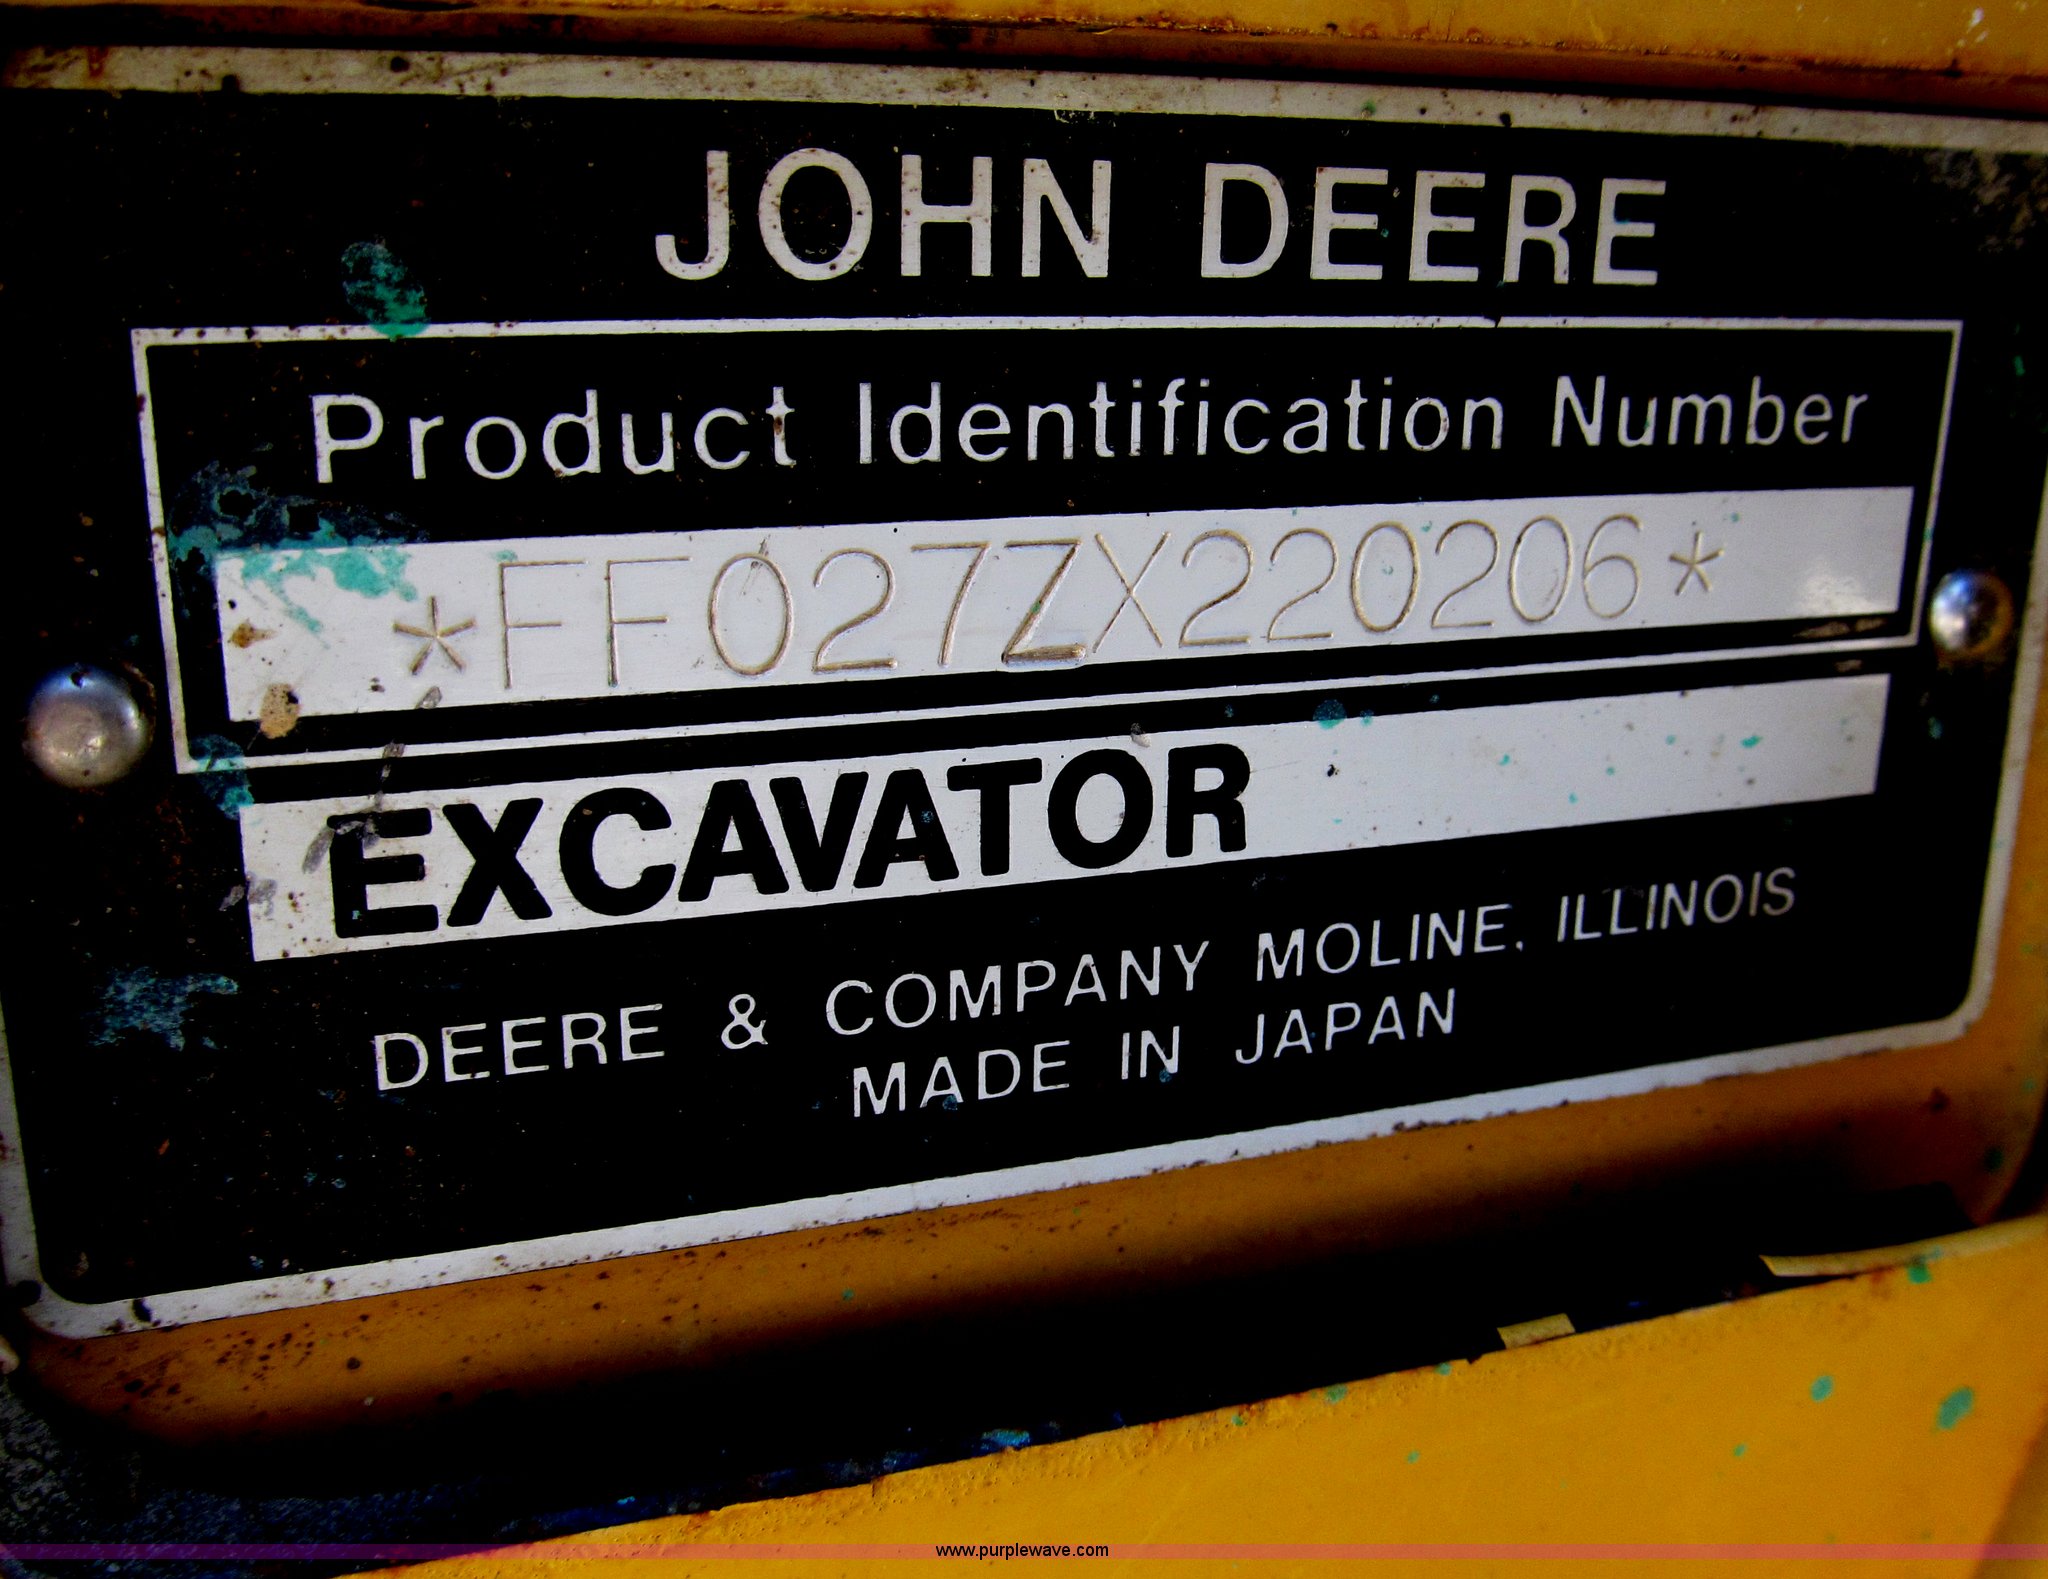 JOHN DEERE
Product Identification Number
*FF027ZX220206*
EXCAVATOR
DEERE & COMPANY MOLINE, ILLINOIS
MADE IN JAPAN
www.purplewave.com